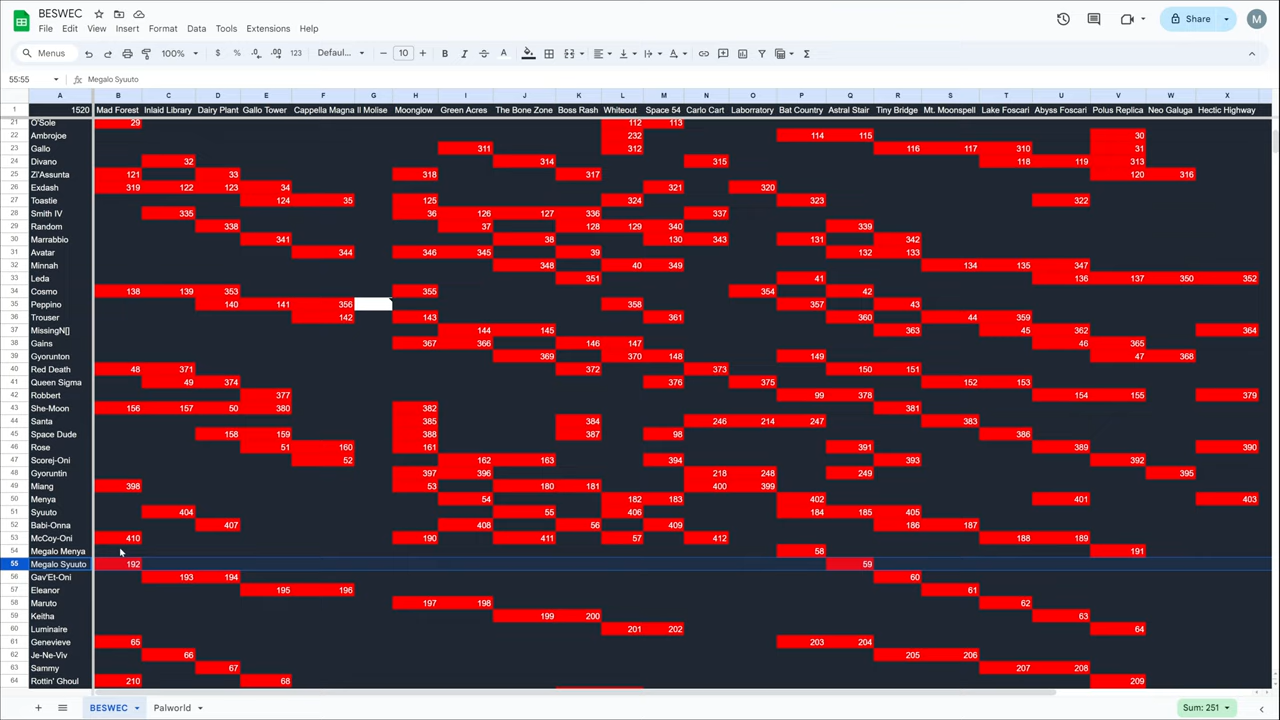 BESWEC
File Edit View Insert Format Data Tools Extensions Help
Share
M
Menus 100% $ % .0 .00 123 Defaul... 10 B I A
55:55 Megalo Syuuto
A B C D E F G H I J K L M N O P Q R S T U V W X
1 1520 Mad Forest Inlaid Library Dairy Plant Gallo Tower Cappella Magna Il Molise Moonglow Green Acres The Bone Zone Boss Rash Whiteout Space 54 Carlo Cart Laborratory Bat Country Astral Stair Tiny Bridge Mt. Moonspell Lake Foscari Abyss Foscari Polus Replica Neo Galuga Hectic Highway
21 O'Sole 29 112 113
22 Ambrojoe 232 114 115 30
23 Gallo 311 312 116 117 310 31
24 Divano 32 314 315 118 119 313
25 Zi'Assunta 121 33 318 317 120 316
26 Exdash 319 122 123 34 321 320
27 Toastie 124 35 125 324 323 322
28 Smith IV 335 36 126 127 336 337
29 Random 338 37 128 129 340 339
30 Marrabbio 341 38 130 343 131 342
31 Avatar 344 346 345 39 132 133
32 Minnah 348 40 349 134 135 347
33 Leda 351 41 136 137 350 352
34 Cosmo 138 139 353 355 354 42
35 Peppino 140 141 356 358 357 43
36 Trouser 142 143 361 360 44 359
37 MissingN[] 144 145 363 45 362 364
38 Gains 367 366 146 147 46 365
39 Gyorunton 369 370 148 149 47 368
40 Red Death 48 371 372 373 150 151
41 Queen Sigma 49 374 376 375 152 153
42 Robbert 377 99 378 154 155 379
43 She-Moon 156 157 50 380 382 381
44 Santa 385 384 246 214 247 383
45 Space Dude 158 159 388 387 98 386
46 Rose 51 160 161 391 389 390
47 Scorej-Oni 52 162 163 394 393 392
48 Gyoruntin 397 396 218 248 249 395
49 Miang 398 53 180 181 400 399
50 Menya 54 182 183 402 401 403
51 Syuuto 404 55 406 184 185 405
52 Babi-Onna 407 408 56 409 186 187
53 McCoy-Oni 410 190 411 57 412 188 189
54 Megalo Menya 58 191
55 Megalo Syuuto 192 59
56 Gav'Et-Oni 193 194 60
57 Eleanor 195 196 61
58 Maruto 197 198 62
59 Keitha 199 200 63
60 Luminaire 201 202 64
61 Genevieve 65 203 204
62 Je-Ne-Viv 66 205 206
63 Sammy 67 207 208
64 Rottin' Ghoul 210 68 209
BESWEC Palworld Sum: 251